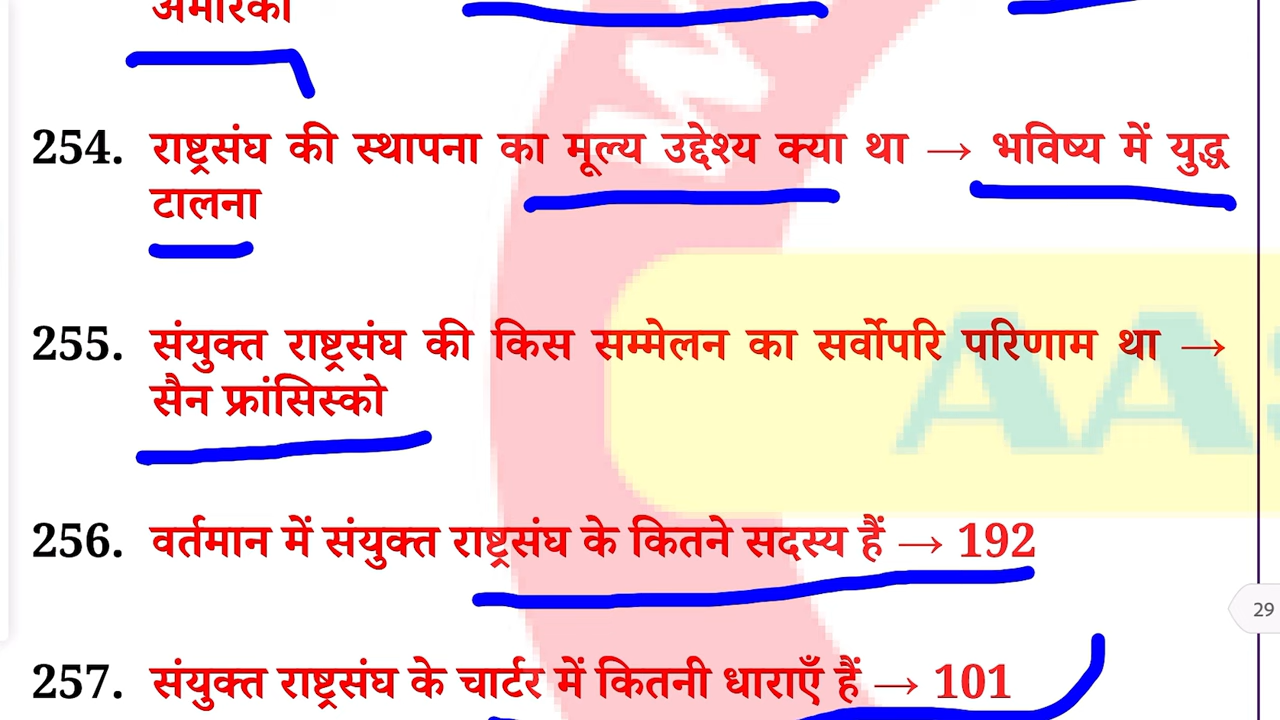 अमेरिका
254. राष्ट्रसंघ की स्थापना का मूल्य उद्देश्य क्या था → भविष्य में युद्ध
टालना
255. संयुक्त राष्ट्रसंघ की किस सम्मेलन का सर्वोपरि परिणाम था →
सैन फ्रांसिस्को
256. वर्तमान में संयुक्त राष्ट्रसंघ के कितने सदस्य हैं → 192
29
257. संयुक्त राष्ट्रसंघ के चार्टर में कितनी धाराएँ हैं → 101